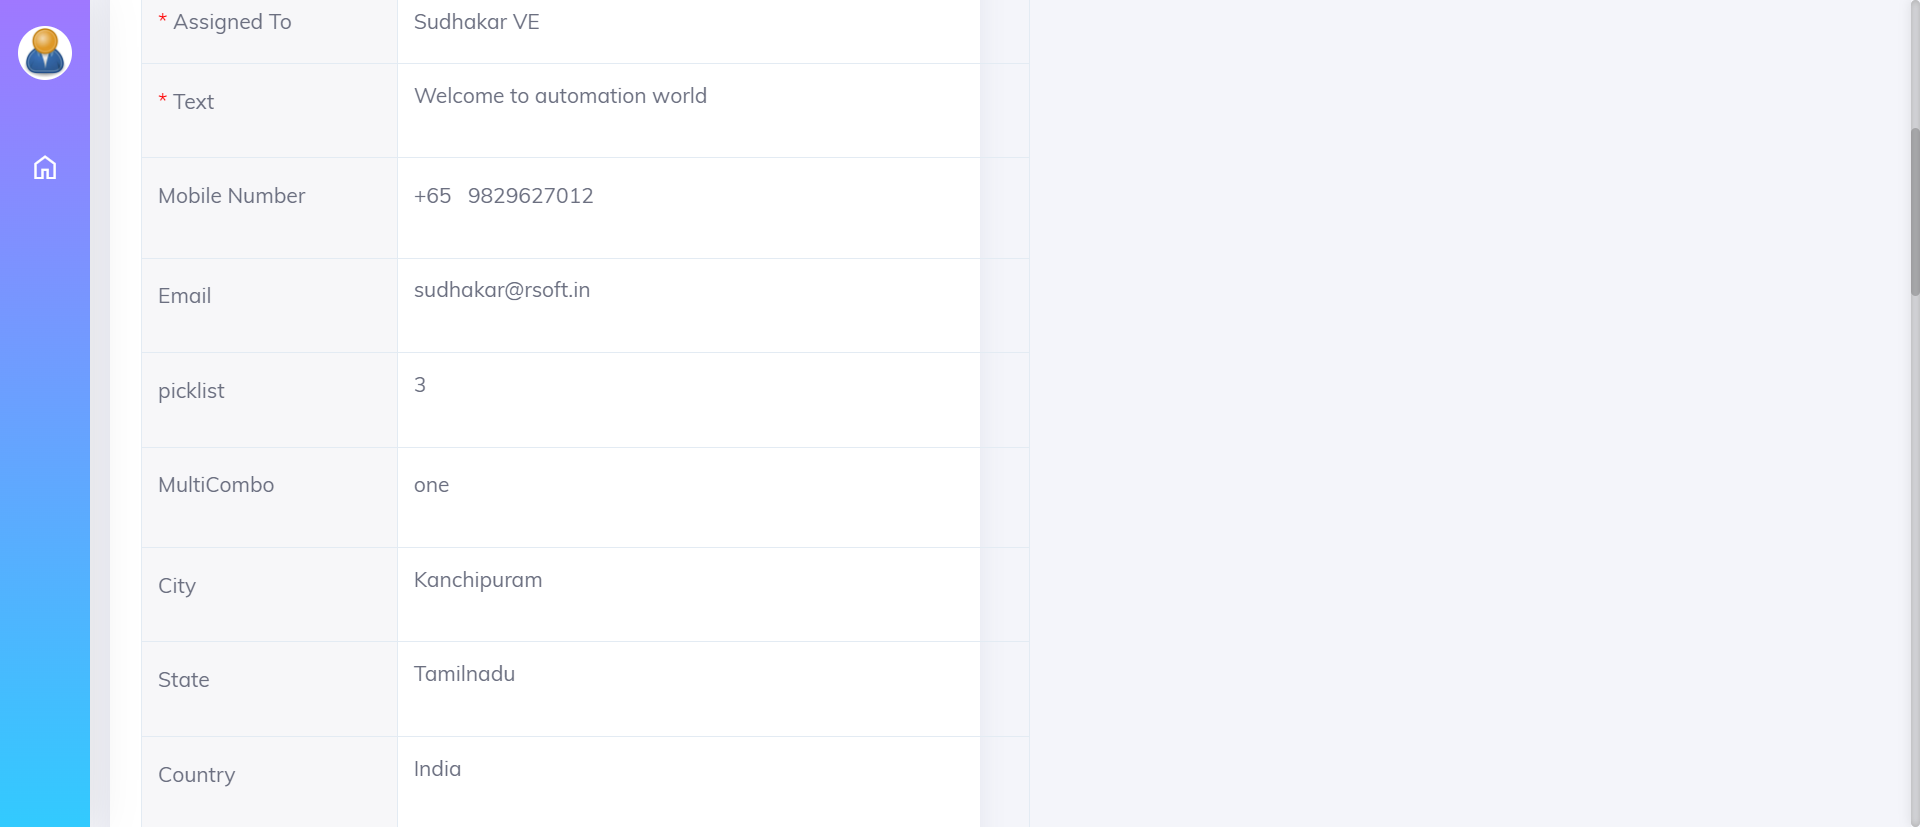 * Assigned To Sudhakar VE
* Text Welcome to automation world
Mobile Number +65 9829627012
Email sudhakar@rsoft.in
picklist 3
MultiCombo one
City Kanchipuram
State Tamilnadu
Country India